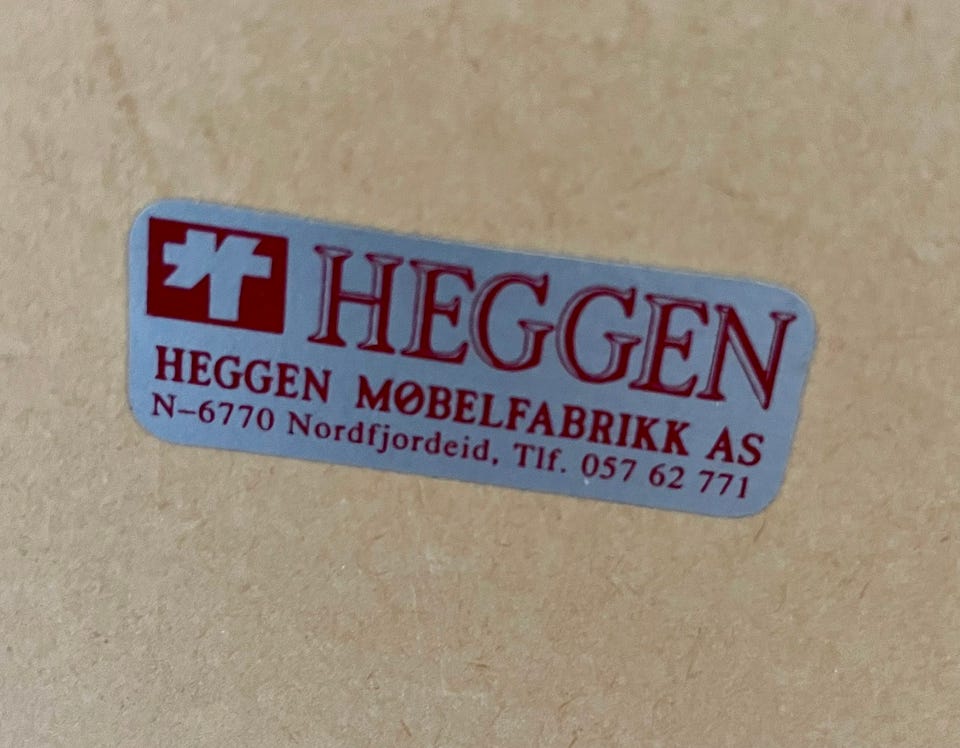 HEGGEN
HEGGEN MØBELFABRIKK AS
N–6770 Nordfjordeid, Tlf. 057 62 771